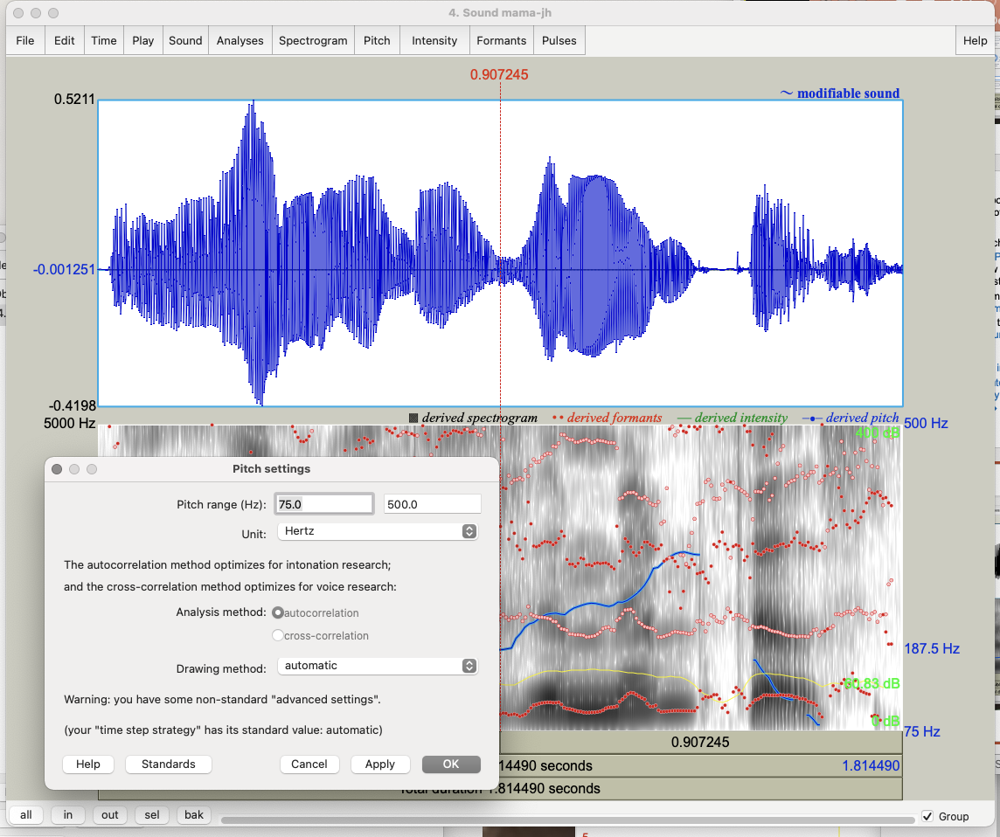 4. Sound mama-jh
File Edit Time Play Sound Analyses Spectrogram Pitch Intensity Formants Pulses Help
0.907245
~ modifiable sound
0.5211
-0.001251
-0.4198
derived spectrogram derived formants derived intensity derived pitch
5000 Hz
500 Hz
400 dB
187.5 Hz
60.83 dB
0 dB
75 Hz
Pitch settings
Pitch range (Hz): 75.0 500.0
Unit: Hertz
The autocorrelation method optimizes for intonation research;
and the cross-correlation method optimizes for voice research:
Analysis method: autocorrelation
cross-correlation
Drawing method: automatic
Warning: you have some non-standard "advanced settings".
(your "time step strategy" has its standard value: automatic)
Help Standards Cancel Apply OK
0.907245
14490 seconds 1.814490
Total duration 1.814490 seconds
all in out sel bak Group